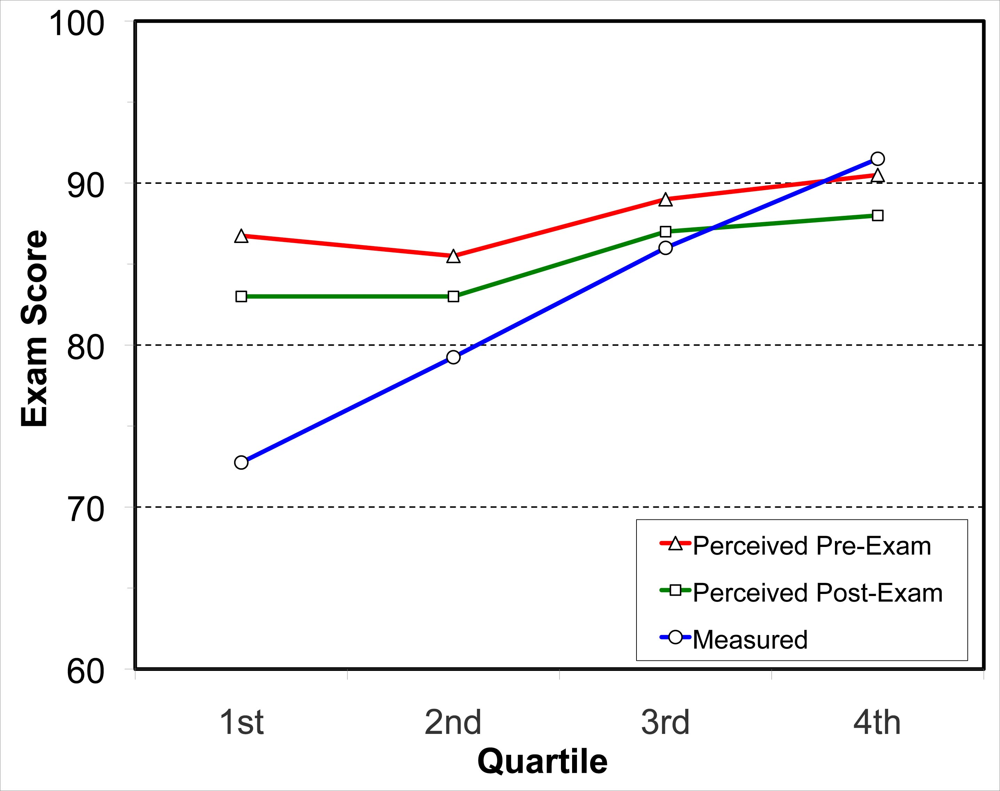 100
90
80
70
60
Exam Score
Perceived Pre-Exam
Perceived Post-Exam
Measured
1st 2nd 3rd 4th
Quartile